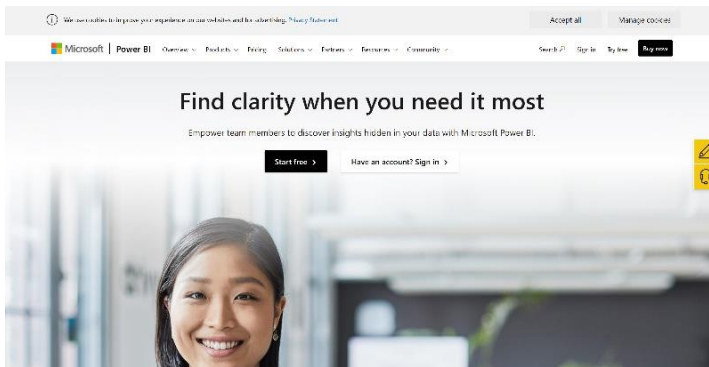 We use cookies to improve your experience on our websites and for advertising. Privacy Statement
Accept all
Manage cookies
Microsoft | Power BI
Overview
Products
Pricing
Solutions
Partners
Resources
Community
Search
Sign in
Try free
Buy now
Find clarity when you need it most
Empower team members to discover insights hidden in your data with Microsoft Power BI.
Start free
Have an account? Sign in